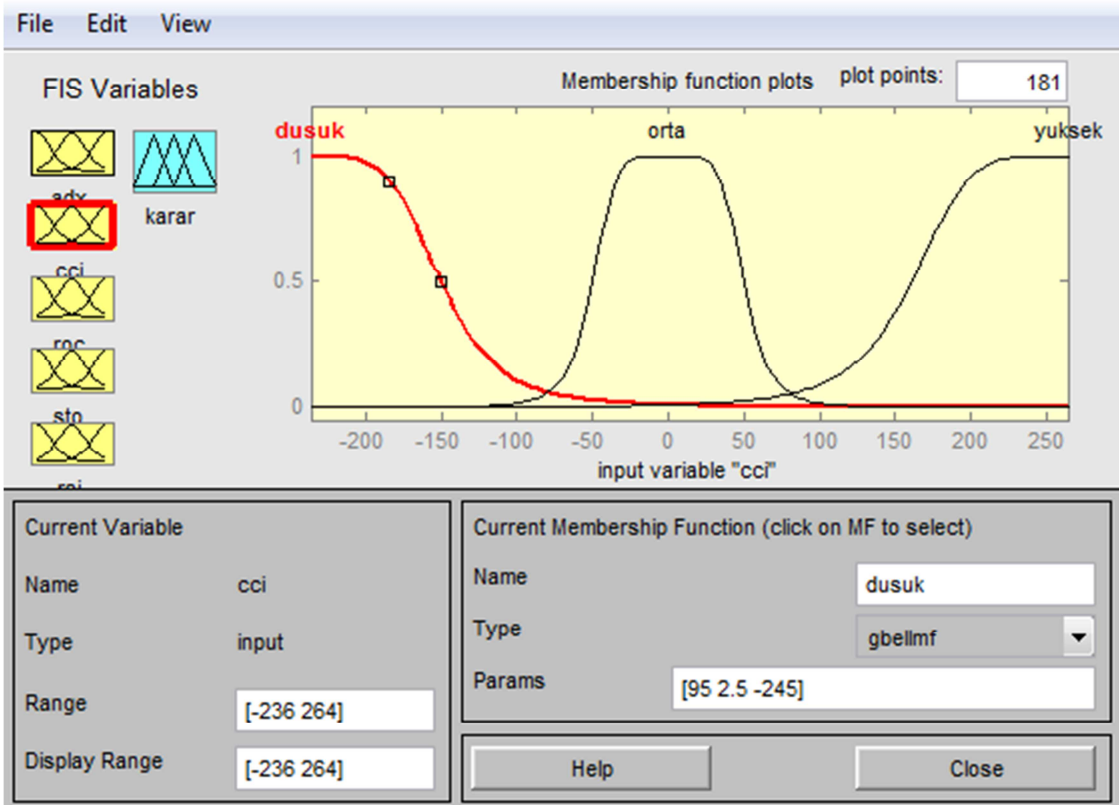 File Edit View
FIS Variables
Membership function plots plot points: 181
adx
karar
cci
roc
sto
dusuk orta yuksek
1
0.5
0
-200 -150 -100 -50 0 50 100 150 200 250
input variable "cci"
Current Variable
Name cci
Type input
Range [-236 264]
Display Range [-236 264]
Current Membership Function (click on MF to select)
Name dusuk
Type gbellmf
Params [95 2.5 -245]
Help Close